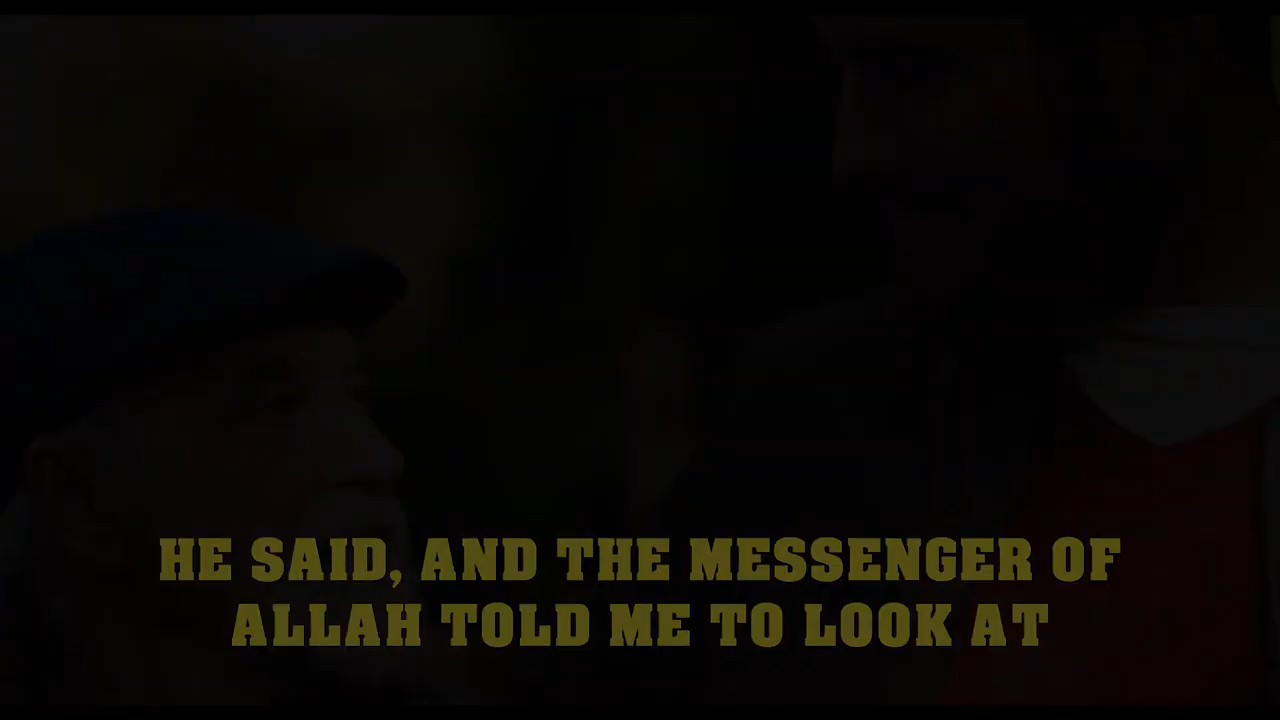 HE SAID, AND THE MESSENGER OF
ALLAH TOLD ME TO LOOK AT